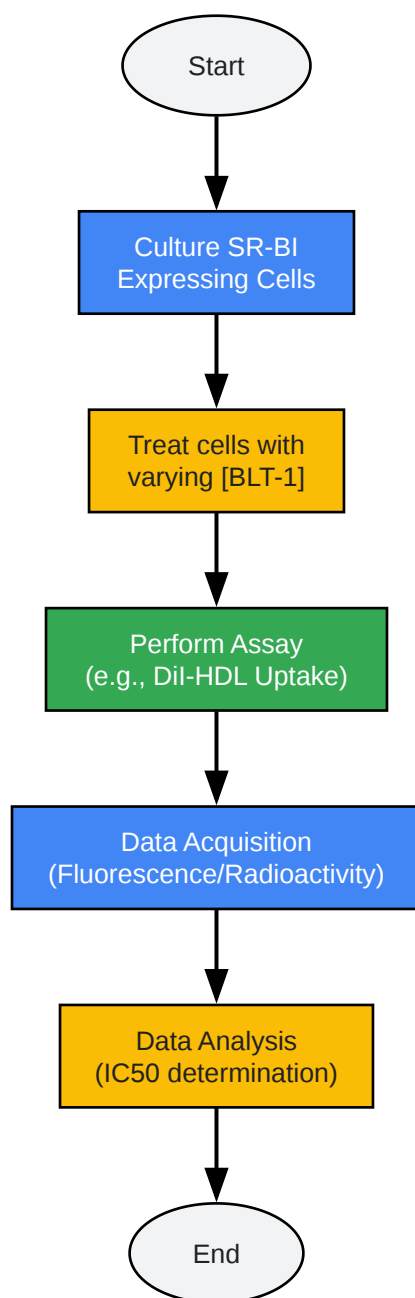 Start
Culture SR-BI
Expressing Cells
Treat cells with
varying [BLT-1]
Perform Assay
(e.g., DiI-HDL Uptake)
Data Acquisition
(Fluorescence/Radioactivity)
Data Analysis
(IC50 determination)
End